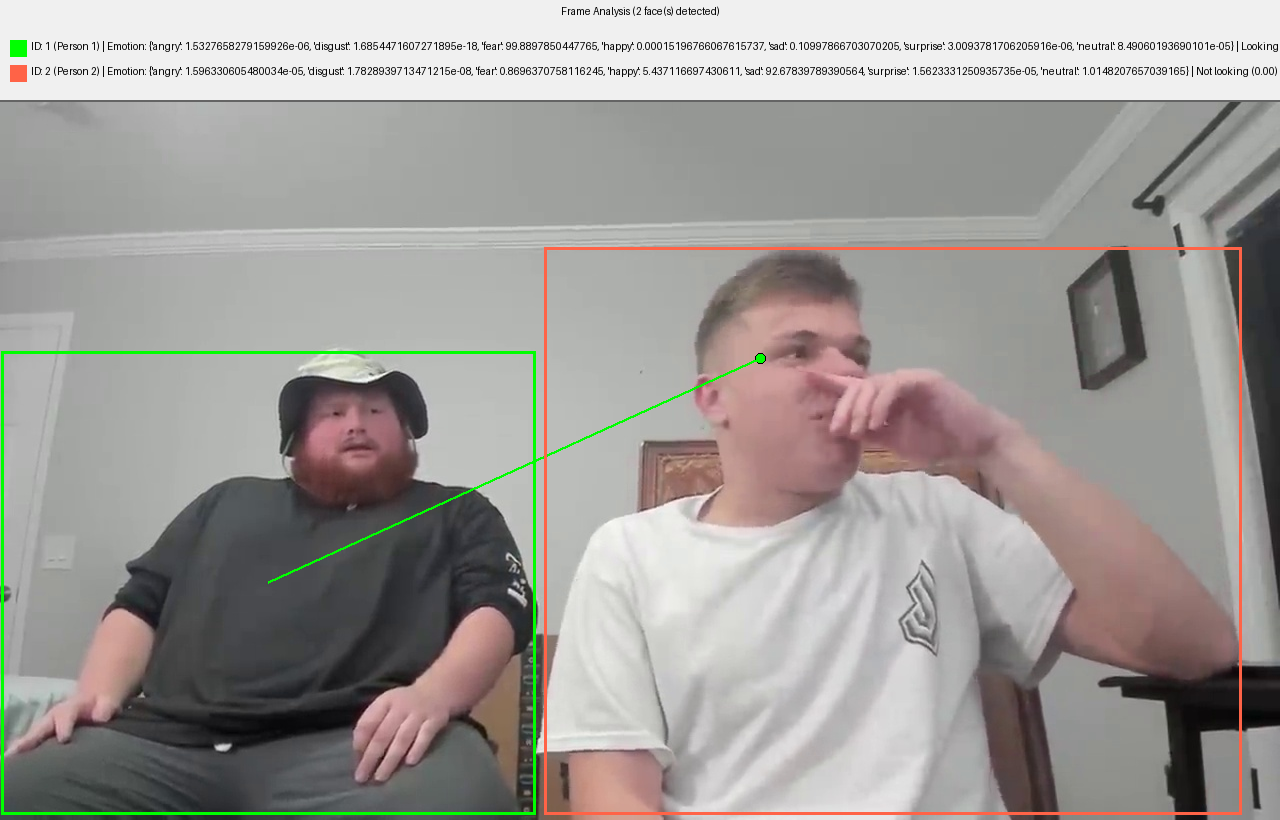 Frame Analysis (2 face(s) detected)
ID: 1 (Person 1) | Emotion: {'angry': 1.5327658279159926e-06, 'disgust': 1.6854471607271895e-18, 'fear': 99.8897850447765, 'happy': 0.00015196766067615737, 'sad': 0.10997866703070205, 'surprise': 3.0093781706205916e-06, 'neutral': 8.49060193690101e-05} | Looking
ID: 2 (Person 2) | Emotion: {'angry': 1.596330605480034e-05, 'disgust': 1.7828939713471215e-08, 'fear': 0.8696370758116245, 'happy': 5.437116697430611, 'sad': 92.67839789390564, 'surprise': 1.5623331250935735e-05, 'neutral': 1.0148207657039165} | Not looking (0.00)